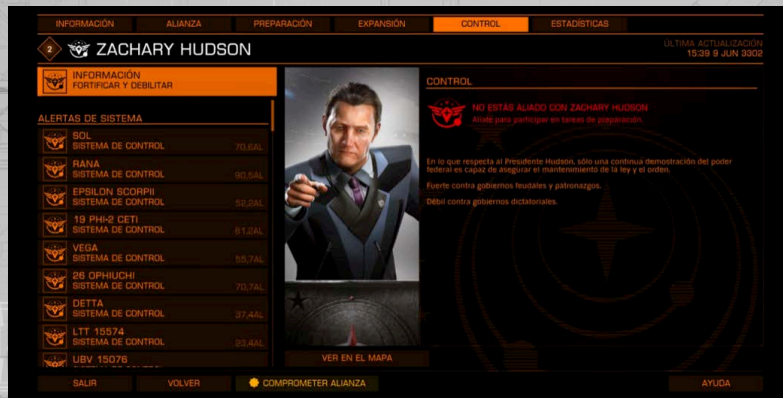 INFORMACIÓN
ALIANZA
PREPARACIÓN
EXPANSIÓN
CONTROL
ESTADÍSTICAS
2
ZACHARY HUDSON
ÚLTIMA ACTUALIZACIÓN
15:39 9 JUN 3302
INFORMACIÓN
FORTIFICAR Y DEBILITAR
ALERTAS DE SISTEMA
SOL
SISTEMA DE CONTROL 70,6AL
RANA
SISTEMA DE CONTROL 90,5AL
EPSILON SCORPII
SISTEMA DE CONTROL 52,2AL
19 PHI-2 CETI
SISTEMA DE CONTROL 61,2AL
VEGA
SISTEMA DE CONTROL 55,7AL
26 OPHIUCHI
SISTEMA DE CONTROL 70,7AL
DETTA
SISTEMA DE CONTROL 37,4AL
LTT 15574
SISTEMA DE CONTROL 23,4AL
UBV 15076
VER EN EL MAPA
CONTROL
NO ESTÁS ALIADO CON ZACHARY HUDSON
Alíate para participar en tareas de preparación.
En lo que respecta al Presidente Hudson, sólo una continua demostración del poder
federal es capaz de asegurar el mantenimiento de la ley y el orden.
Fuerte contra gobiernos feudales y patronazgos.
Débil contra gobiernos dictatoriales.
SALIR
VOLVER
COMPROMETER ALIANZA
AYUDA